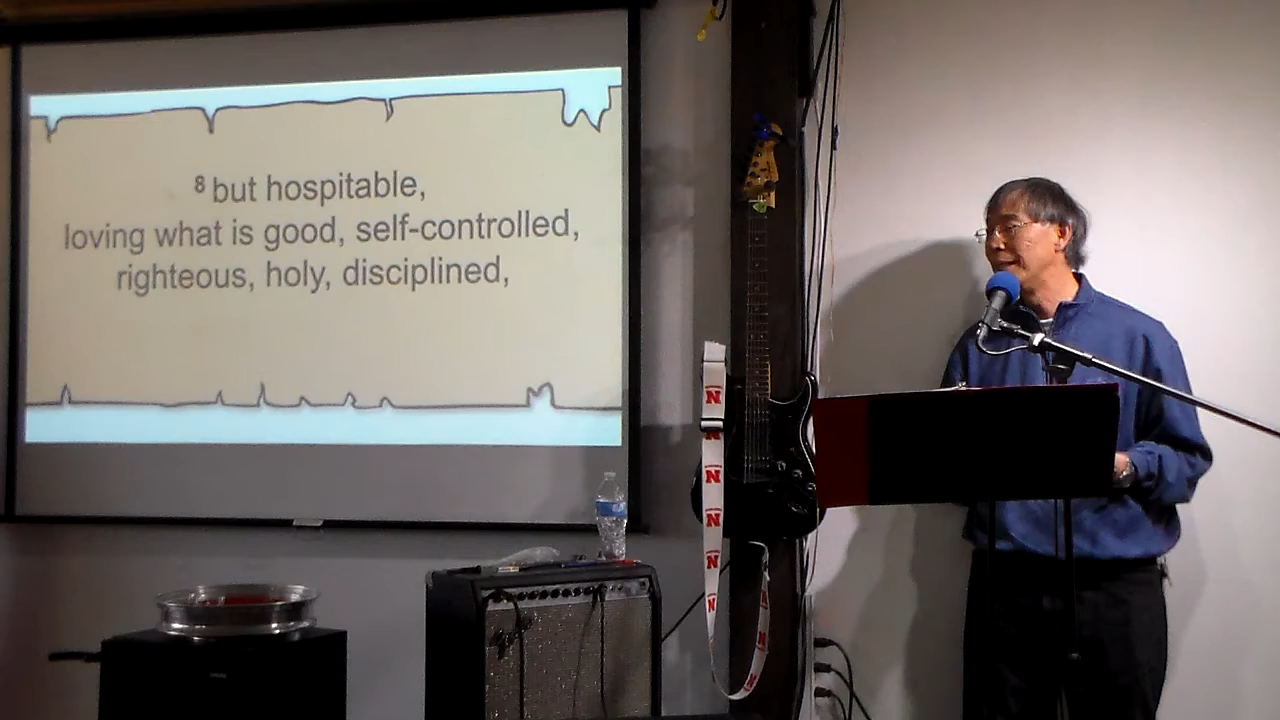 8 but hospitable,
loving what is good, self-controlled,
righteous, holy, disciplined,
N
N
N
N
N
N
N
N